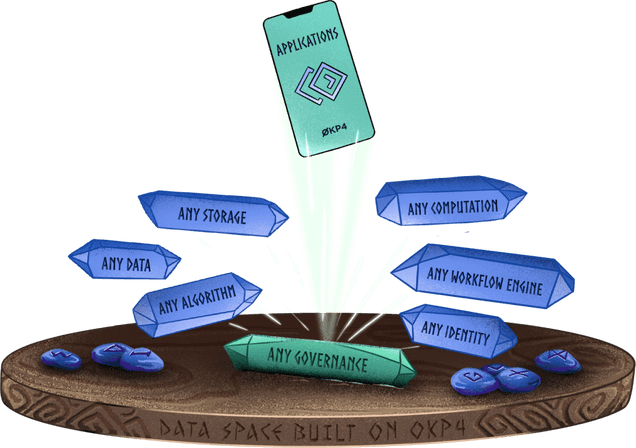 APPLICATIONS
ØKP4
ANY STORAGE
ANY COMPUTATION
ANY DATA
ANY WORKFLOW ENGINE
ANY ALGORITHM
ANY IDENTITY
ANY GOVERNANCE
DATA SPACE BUILT ON OKP4